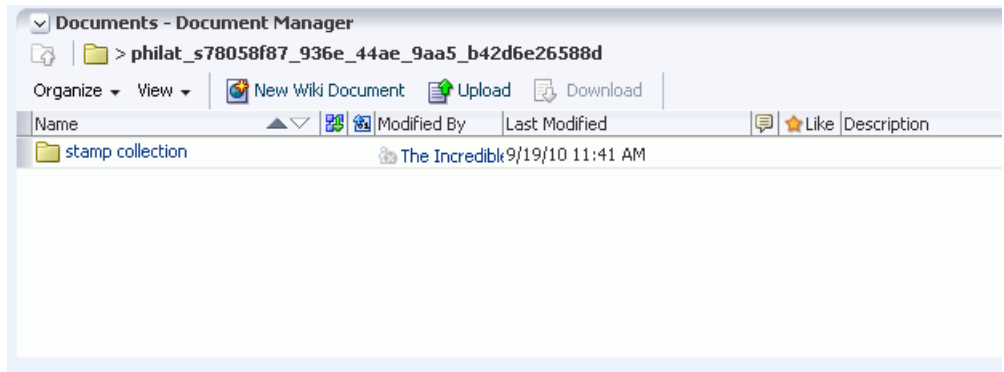 Documents - Document Manager
> philat_s78058f87_936e_44ae_9aa5_b42d6e26588d
Organize View New Wiki Document Upload Download
Name Modified By Last Modified Like Description
stamp collection The Incredible 9/19/10 11:41 AM